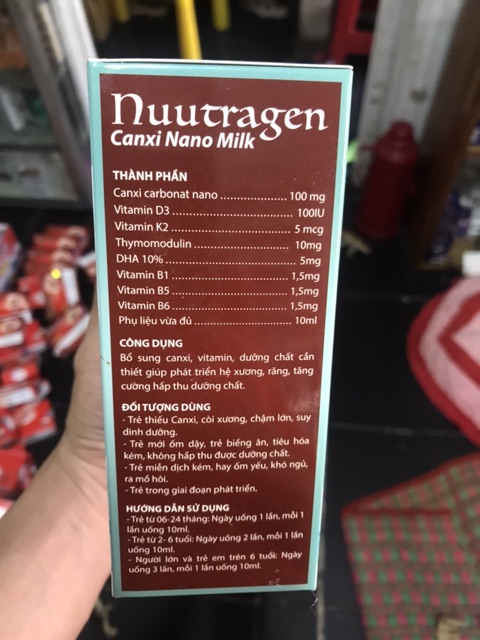 Nuutragen
Canxi Nano Milk
THÀNH PHẦN
Canxi carbonat nano .................... 100 mg
Vitamin D3 .................................... 100IU
Vitamin K2 .................................... 5 mcg
Thymomodulin ............................ 10mg
DHA 10% ........................................ 5mg
Vitamin B1 .................................... 1,5mg
Vitamin B5 .................................... 1,5mg
Vitamin B6 .................................... 1,5mg
Phụ liệu vừa đủ ............................. 10ml
CÔNG DỤNG
Bổ sung canxi, vitamin, dưỡng chất cần
thiết giúp phát triển hệ xương, răng, tăng
cường hấp thu dưỡng chất.
ĐỐI TƯỢNG DÙNG
- Trẻ thiếu Canxi, còi xương, chậm lớn, suy
dinh dưỡng.
- Trẻ mới ốm dậy, trẻ biếng ăn, tiêu hóa
kém, không hấp thu được dưỡng chất.
- Trẻ miễn dịch kém, hay ốm yếu, khó ngủ,
ra mồ hôi.
- Trẻ trong giai đoạn phát triển.
HƯỚNG DẪN SỬ DỤNG
- Trẻ từ 06-24 tháng: Ngày uống 1 lần, mỗi 1
lần uống 10ml.
- Trẻ từ 2- 6 tuổi: Ngày uống 2 lần, mỗi 1 lần
uống 10ml.
- Người lớn và trẻ em trên 6 tuổi: Ngày
uống 3 lần, mỗi 1 lần uống 10ml.